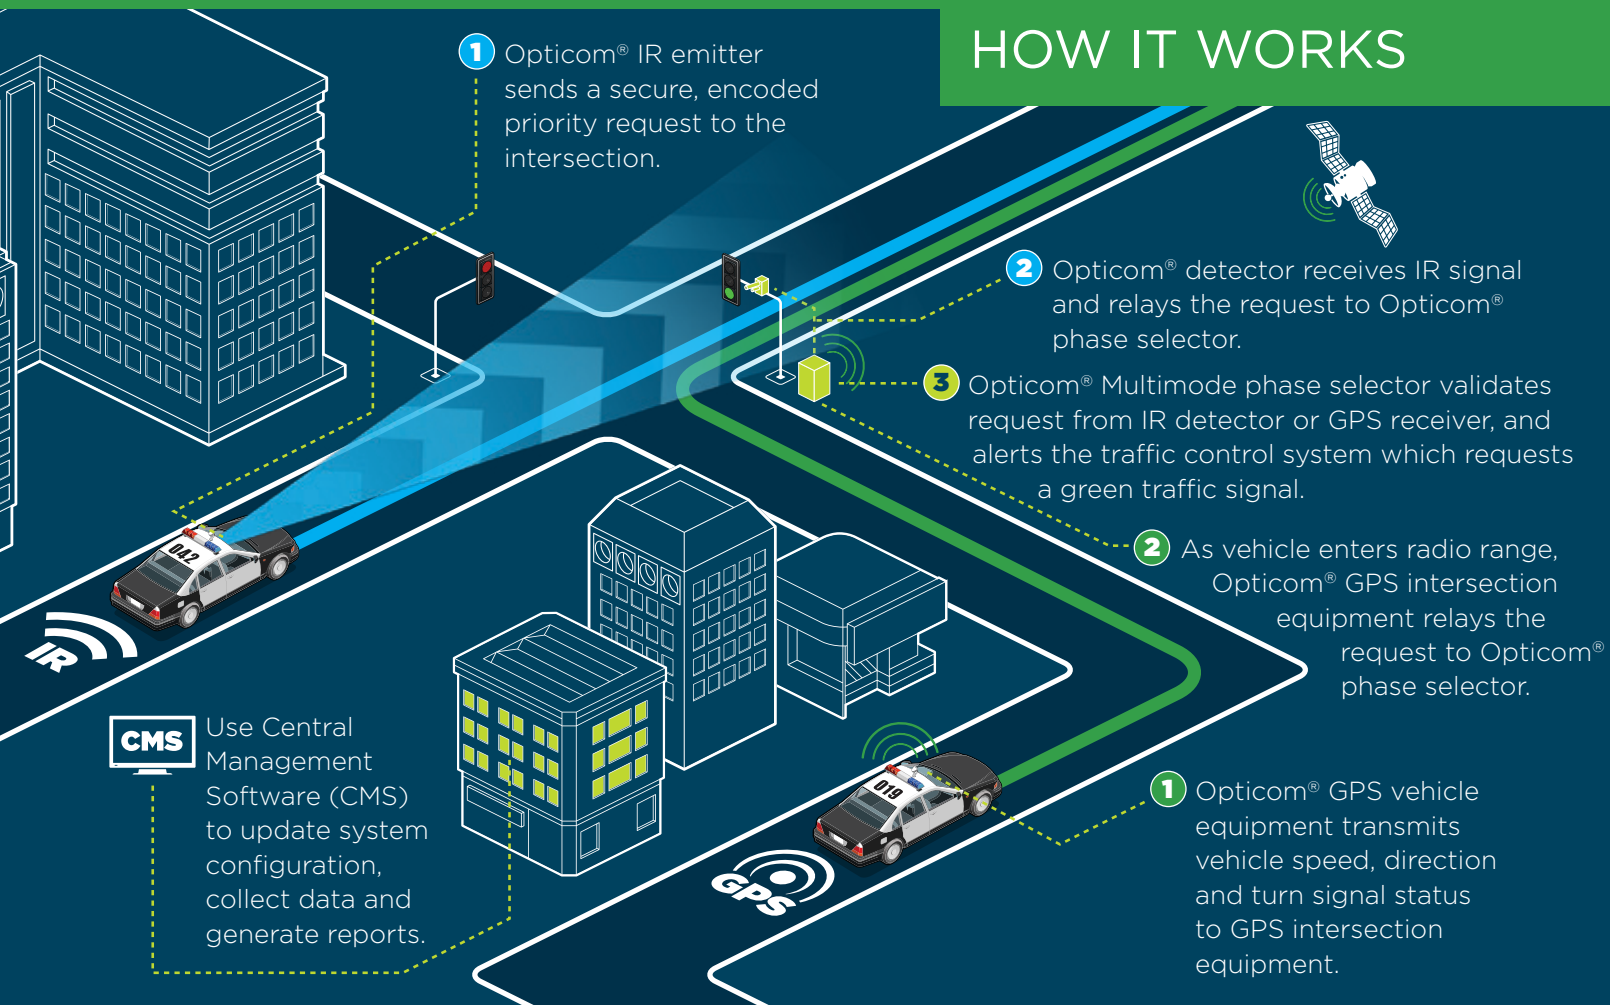 HOW IT WORKS
1 Opticom® IR emitter
sends a secure, encoded
priority request to the
intersection.
2 Opticom® detector receives IR signal
and relays the request to Opticom®
phase selector.
3 Opticom® Multimode phase selector validates
request from IR detector or GPS receiver, and
alerts the traffic control system which requests
a green traffic signal.
2 As vehicle enters radio range,
Opticom® GPS intersection
equipment relays the
request to Opticom®
phase selector.
042
IR
CMS
Use Central
Management
Software (CMS)
to update system
configuration,
collect data and
generate reports.
019
GPS
1 Opticom® GPS vehicle
equipment transmits
vehicle speed, direction
and turn signal status
to GPS intersection
equipment.